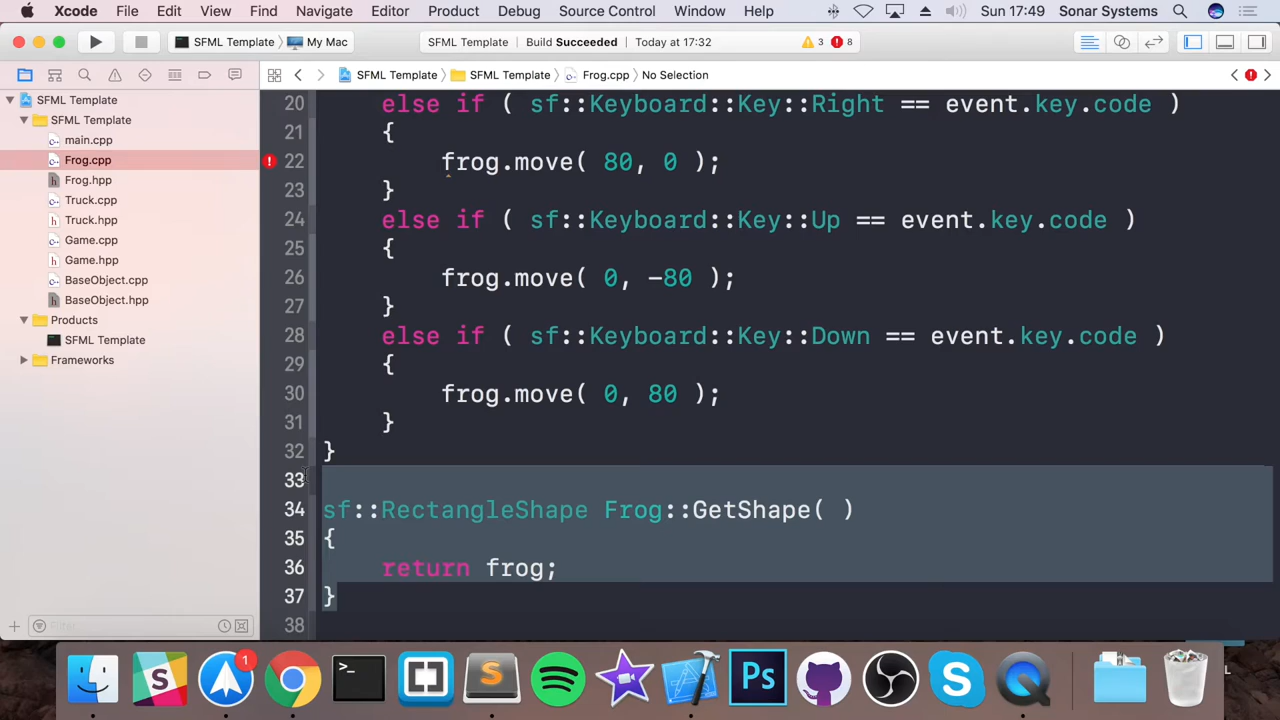 Xcode File Edit View Find Navigate Editor Product Debug Source Control Window Help Sun 17:49 Sonar Systems
SFML Template My Mac SFML Template Build Succeeded Today at 17:32 3 8
SFML Template SFML Template Frog.cpp No Selection
SFML Template
SFML Template
main.cpp
Frog.cpp
Frog.hpp
Truck.cpp
Truck.hpp
Game.cpp
Game.hpp
BaseObject.cpp
BaseObject.hpp
Products
SFML Template
Frameworks
Filter
20 else if ( sf::Keyboard::Key::Right == event.key.code )
21 {
22 frog.move( 80, 0 );
23 }
24 else if ( sf::Keyboard::Key::Up == event.key.code )
25 {
26 frog.move( 0, -80 );
27 }
28 else if ( sf::Keyboard::Key::Down == event.key.code )
29 {
30 frog.move( 0, 80 );
31 }
32 }
33
34 sf::RectangleShape Frog::GetShape( )
35 {
36 return frog;
37 }
38
1
>_
S
Ps
S
L